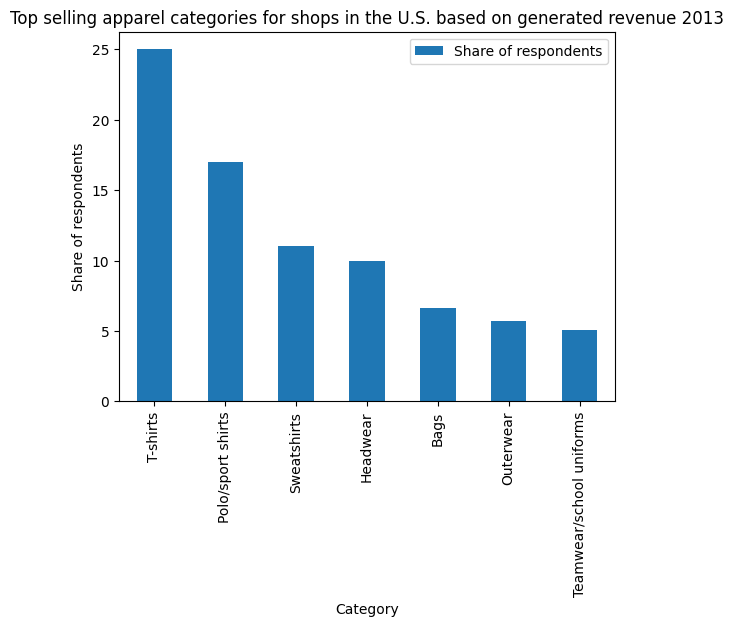 Top selling apparel categories for shops in the U.S. based on generated revenue 2013
Share of respondents
Share of respondents
25
20
15
10
5
0
T-shirts
Polo/sport shirts
Sweatshirts
Headwear
Bags
Outerwear
Teamwear/school uniforms
Category